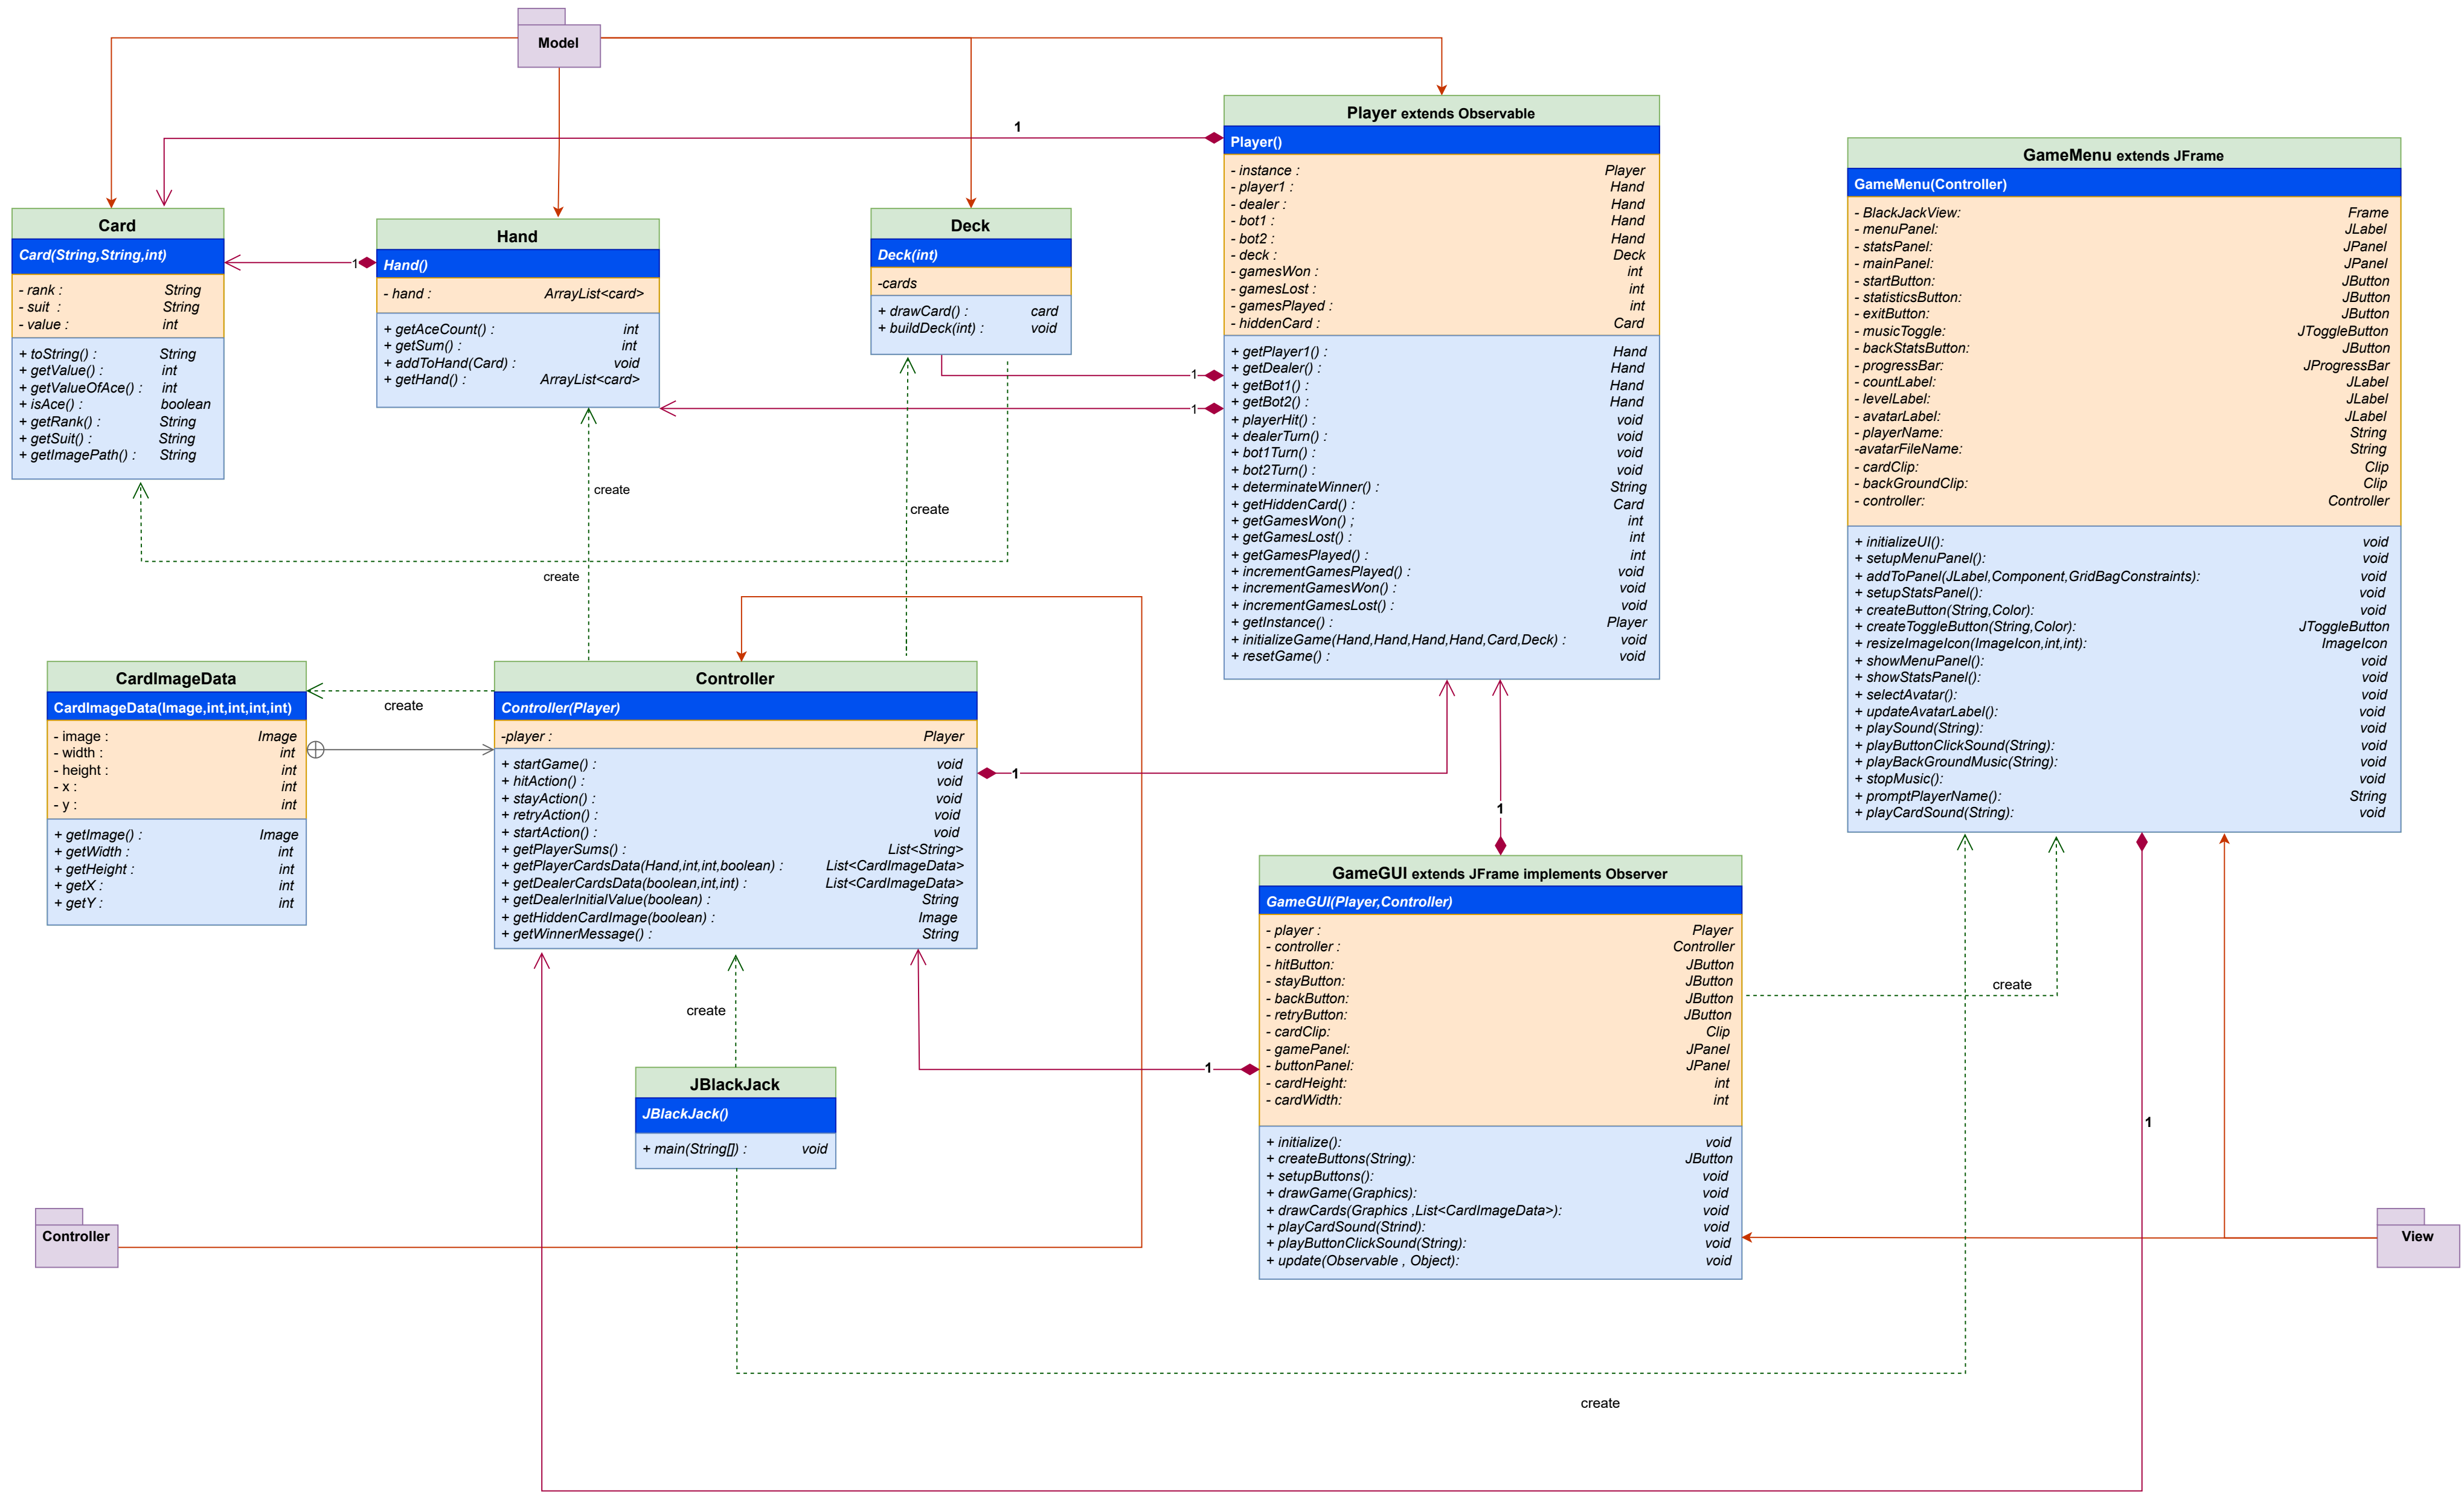 Model
1
Player extends Observable
Player()
- instance : Player
- player1 : Hand
- dealer : Hand
- bot1 : Hand
- bot2 : Hand
- deck : Deck
- gamesWon : int
- gamesLost : int
- gamesPlayed : int
- hiddenCard : Card
+ getPlayer1() : Hand
+ getDealer() : Hand
+ getBot1() : Hand
+ getBot2() : Hand
+ playerHit() : void
+ dealerTurn() : void
+ bot1Turn() : void
+ bot2Turn() : void
+ determinateWinner() : String
+ getHiddenCard() : Card
+ getGamesWon() ; int
+ getGamesLost() : int
+ getGamesPlayed() : int
+ incrementGamesPlayed() : void
+ incrementGamesWon() : void
+ incrementGamesLost() : void
+ getInstance() : Player
+ initializeGame(Hand,Hand,Hand,Hand,Card,Deck) : void
+ resetGame() : void
GameMenu extends JFrame
GameMenu(Controller)
- BlackJackView: Frame
- menuPanel: JLabel
- statsPanel: JPanel
- mainPanel: JPanel
- startButton: JButton
- statisticsButton: JButton
- exitButton: JButton
- musicToggle: JToggleButton
- backStatsButton: JButton
- progressBar: JProgressBar
- countLabel: JLabel
- levelLabel: JLabel
- avatarLabel: JLabel
- playerName: String
-avatarFileName: String
- cardClip: Clip
- backGroundClip: Clip
- controller: Controller
+ initializeUI(): void
+ setupMenuPanel(): void
+ addToPanel(JLabel,Component,GridBagConstraints): void
+ setupStatsPanel(): void
+ createButton(String,Color): void
+ createToggleButton(String,Color): JToggleButton
+ resizeImageIcon(ImageIcon,int,int): ImageIcon
+ showMenuPanel(): void
+ showStatsPanel(): void
+ selectAvatar(): void
+ updateAvatarLabel(): void
+ playSound(String): void
+ playButtonClickSound(String): void
+ playBackGroundMusic(String): void
+ stopMusic(): void
+ promptPlayerName(): String
+ playCardSound(String): void
Card
Card(String,String,int)
- rank : String
- suit : String
- value : int
+ toString() : String
+ getValue() : int
+ getValueOfAce() : int
+ isAce() : boolean
+ getRank() : String
+ getSuit() : String
+ getImagePath() : String
1
Hand
Hand()
- hand : ArrayList<card>
+ getAceCount() : int
+ getSum() : int
+ addToHand(Card) : void
+ getHand() : ArrayList<card>
Deck
Deck(int)
-cards
+ drawCard() : card
+ buildDeck(int) : void
1
1
create
create
create
CardImageData
CardImageData(Image,int,int,int,int)
- image : Image
- width : int
- height : int
- x : int
- y : int
+ getImage() : Image
+ getWidth : int
+ getHeight : int
+ getX : int
+ getY : int
create
Controller
Controller(Player)
-player : Player
+ startGame() : void
+ hitAction() : void
+ stayAction() : void
+ retryAction() : void
+ startAction() : void
+ getPlayerSums() : List<String>
+ getPlayerCardsData(Hand,int,int,boolean) : List<CardImageData>
+ getDealerCardsData(boolean,int,int) : List<CardImageData>
+ getDealerInitialValue(boolean) : String
+ getHiddenCardImage(boolean) : Image
+ getWinnerMessage() : String
1
1
GameGUI extends JFrame implements Observer
GameGUI(Player,Controller)
- player : Player
- controller : Controller
- hitButton: JButton
- stayButton: JButton
- backButton: JButton
- retryButton: JButton
- cardClip: Clip
- gamePanel: JPanel
- buttonPanel: JPanel
- cardHeight: int
- cardWidth: int
+ initialize(): void
+ createButtons(String): JButton
+ setupButtons(): void
+ drawGame(Graphics): void
+ drawCards(Graphics ,List<CardImageData>): void
+ playCardSound(Strind): void
+ playButtonClickSound(String): void
+ update(Observable , Object): void
create
create
1
1
JBlackJack
JBlackJack()
+ main(String[]) : void
Controller
View
create